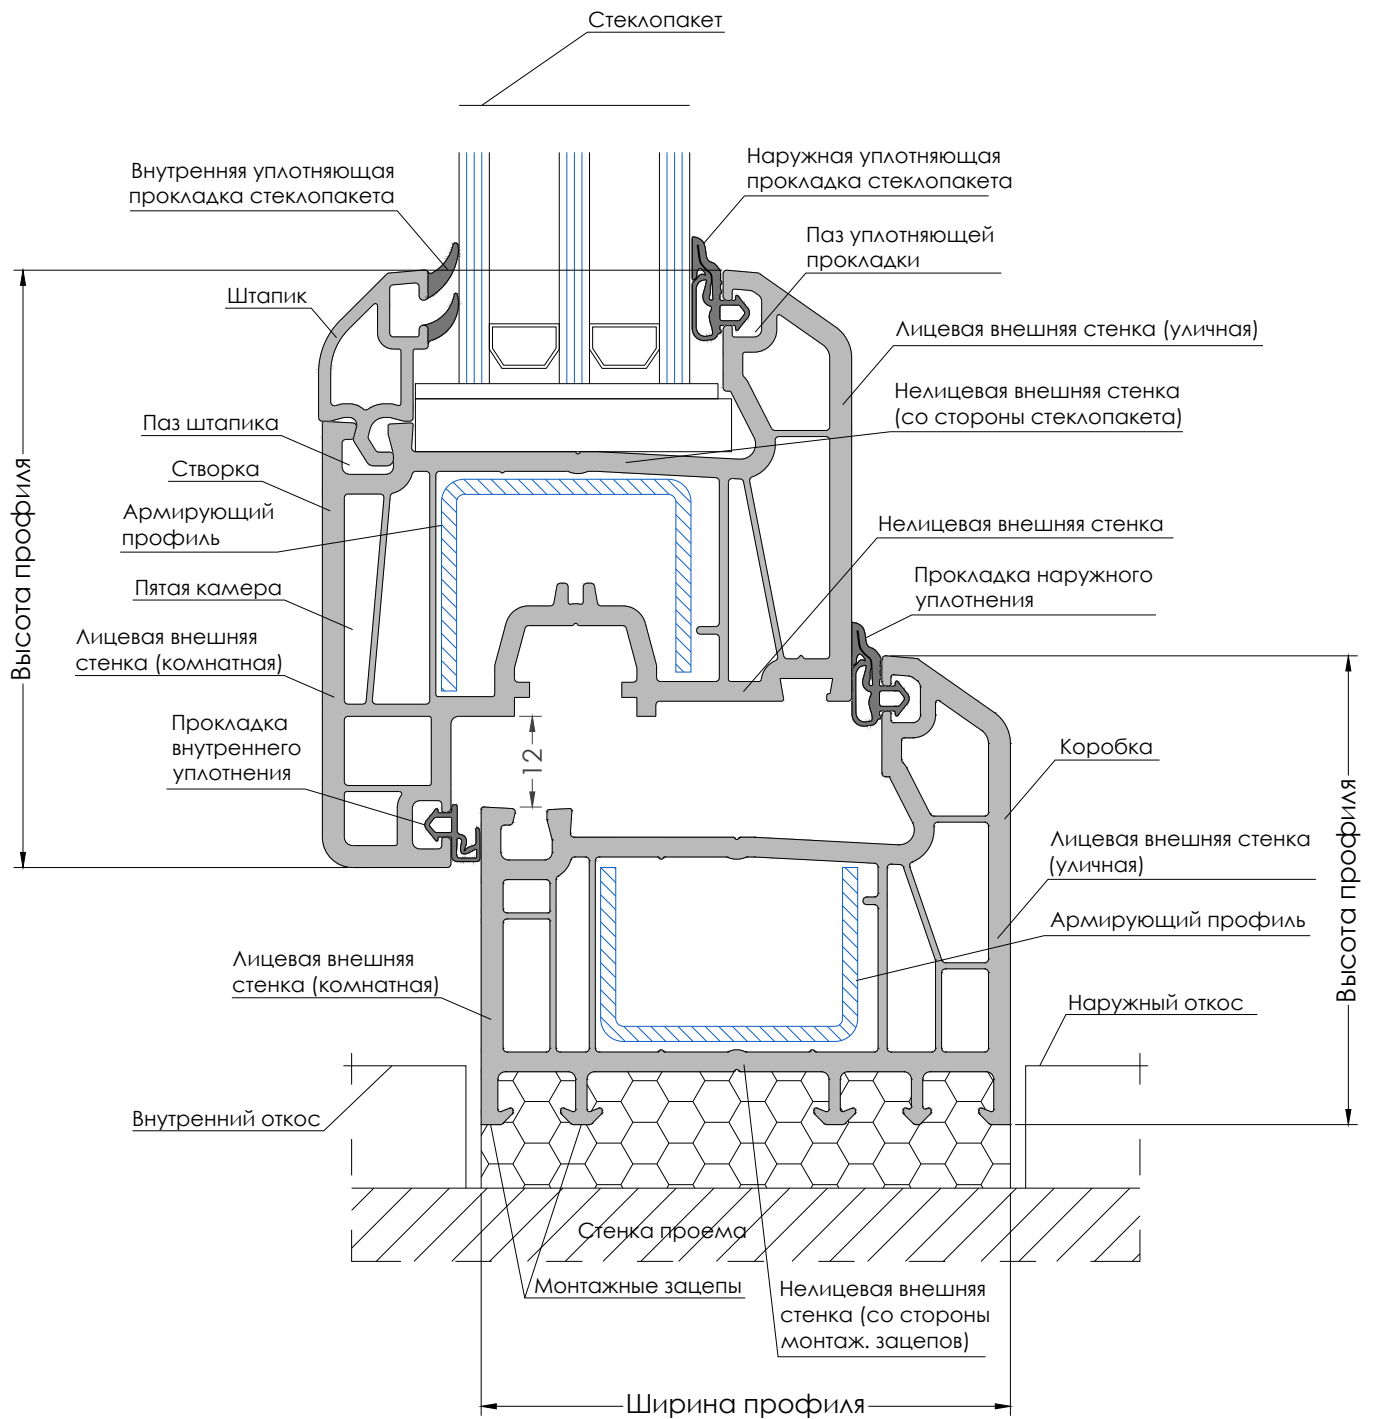 Стеклопакет
Внутренняя уплотняющая
прокладка стеклопакета
Наружная уплотняющая
прокладка стеклопакета
Паз уплотняющей
прокладки
Штапик
Лицевая внешняя стенка (уличная)
Нелицевая внешняя стенка
(со стороны стеклопакета)
Паз штапика
Створка
Армирующий
профиль
Нелицевая внешняя стенка
Высота профиля
Пятая камера
Прокладка наружного
уплотнения
Лицевая внешняя
стенка (комнатная)
Прокладка
внутреннего
уплотнения
12
Коробка
Лицевая внешняя стенка
(уличная)
Высота профиля
Армирующий профиль
Лицевая внешняя
стенка (комнатная)
Наружный откос
Внутренний откос
Стенка проема
Монтажные зацепы
Нелицевая внешняя
стенка (со стороны
монтаж. зацепов)
Ширина профиля